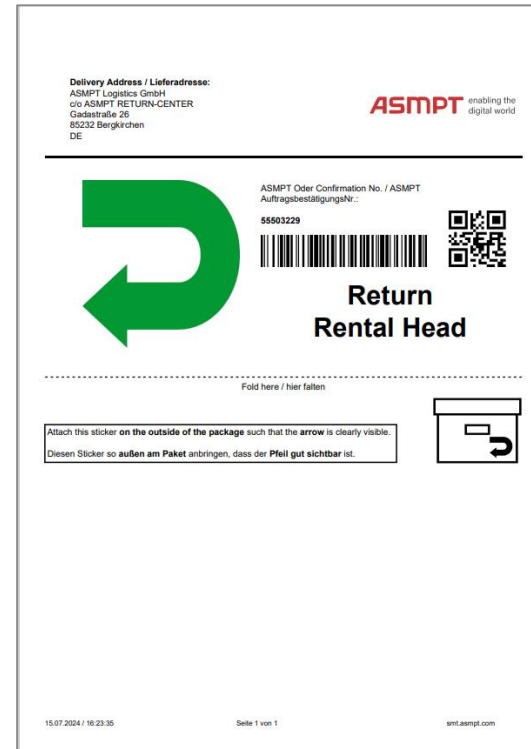 Delivery Address / Lieferadresse:
ASMPT Logistics GmbH
c/o ASMPT RETURN-CENTER
Gadastraße 26
85232 Bergkirchen
DE
ASMPT enabling the
digital world
ASMPT Oder Confirmation No. / ASMPT
AuftragsbestätigungsNr.:
55503229
Return
Rental Head
Fold here / hier falten
Attach this sticker on the outside of the package such that the arrow is clearly visible.
Diesen Sticker so außen am Paket anbringen, dass der Pfeil gut sichtbar ist.
15.07.2024 / 16:23:35
Seite 1 von 1
smt.asmpt.com